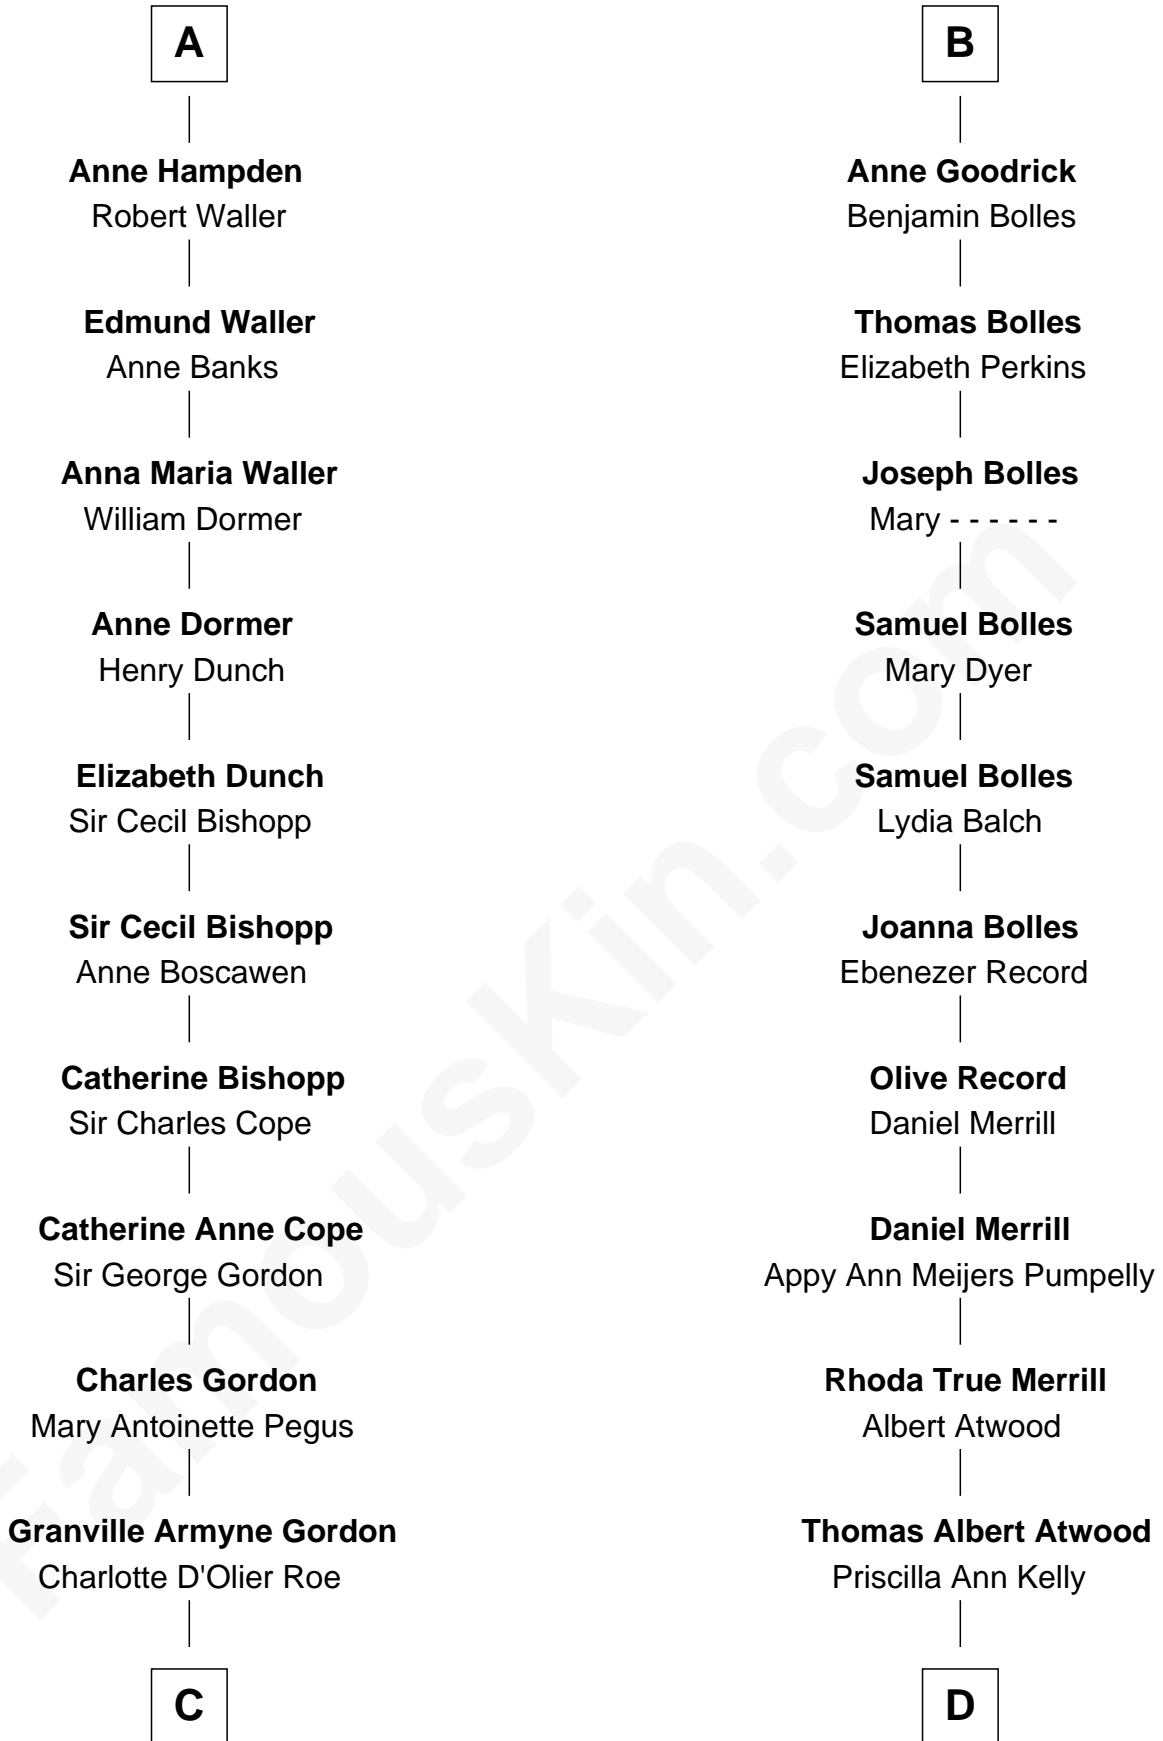 A
Anne Hampden
Robert Waller
Edmund Waller
Anne Banks
Anna Maria Waller
William Dormer
Anne Dormer
Henry Dunch
Elizabeth Dunch
Sir Cecil Bishopp
Sir Cecil Bishopp
Anne Boscawen
Catherine Bishopp
Sir Charles Cope
Catherine Anne Cope
Sir George Gordon
Charles Gordon
Mary Antoinette Pegus
Granville Armyne Gordon
Charlotte D'Olier Roe
C
B
Anne Goodrick
Benjamin Bolles
Thomas Bolles
Elizabeth Perkins
Joseph Bolles
Mary - - - - - -
Samuel Bolles
Mary Dyer
Samuel Bolles
Lydia Balch
Joanna Bolles
Ebenezer Record
Olive Record
Daniel Merrill
Daniel Merrill
Appy Ann Meijers Pumpelly
Rhoda True Merrill
Albert Atwood
Thomas Albert Atwood
Priscilla Ann Kelly
D
FamousKin.com